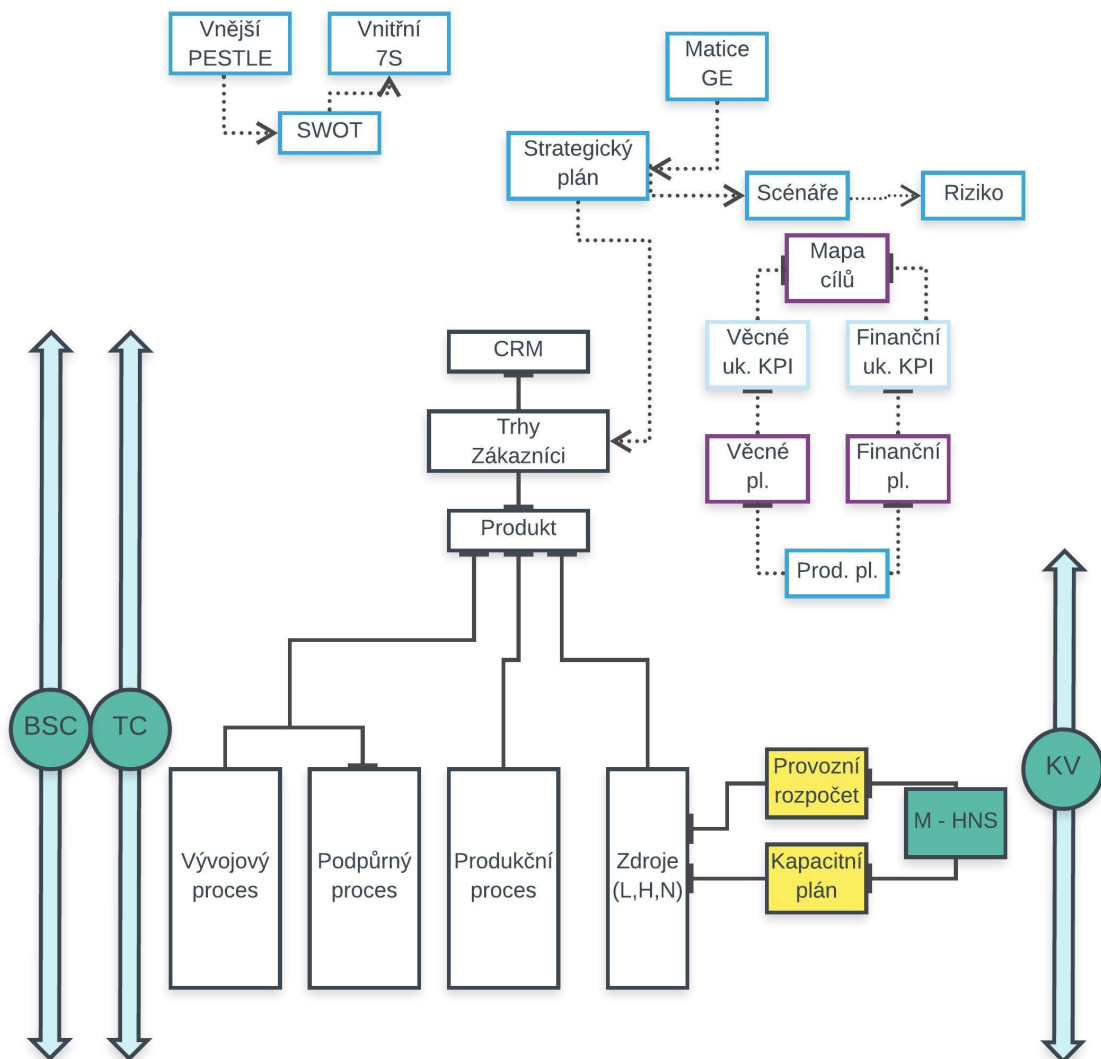 Vnější
PESTLE
Vnitřní
7S
SWOT
Matice
GE
Strategický
plán
Scénáře
Riziko
Mapa
cílů
Věcné
uk. KPI
Finanční
uk. KPI
CRM
Trhy
Zákazníci
Věcné
pl.
Finanční
pl.
Produkt
Prod. pl.
BSC
TC
KV
Vývojový
proces
Podpůrný
proces
Produkční
proces
Zdroje
(L,H,N)
Provozní
rozpočet
Kapacitní
plán
M - HNS